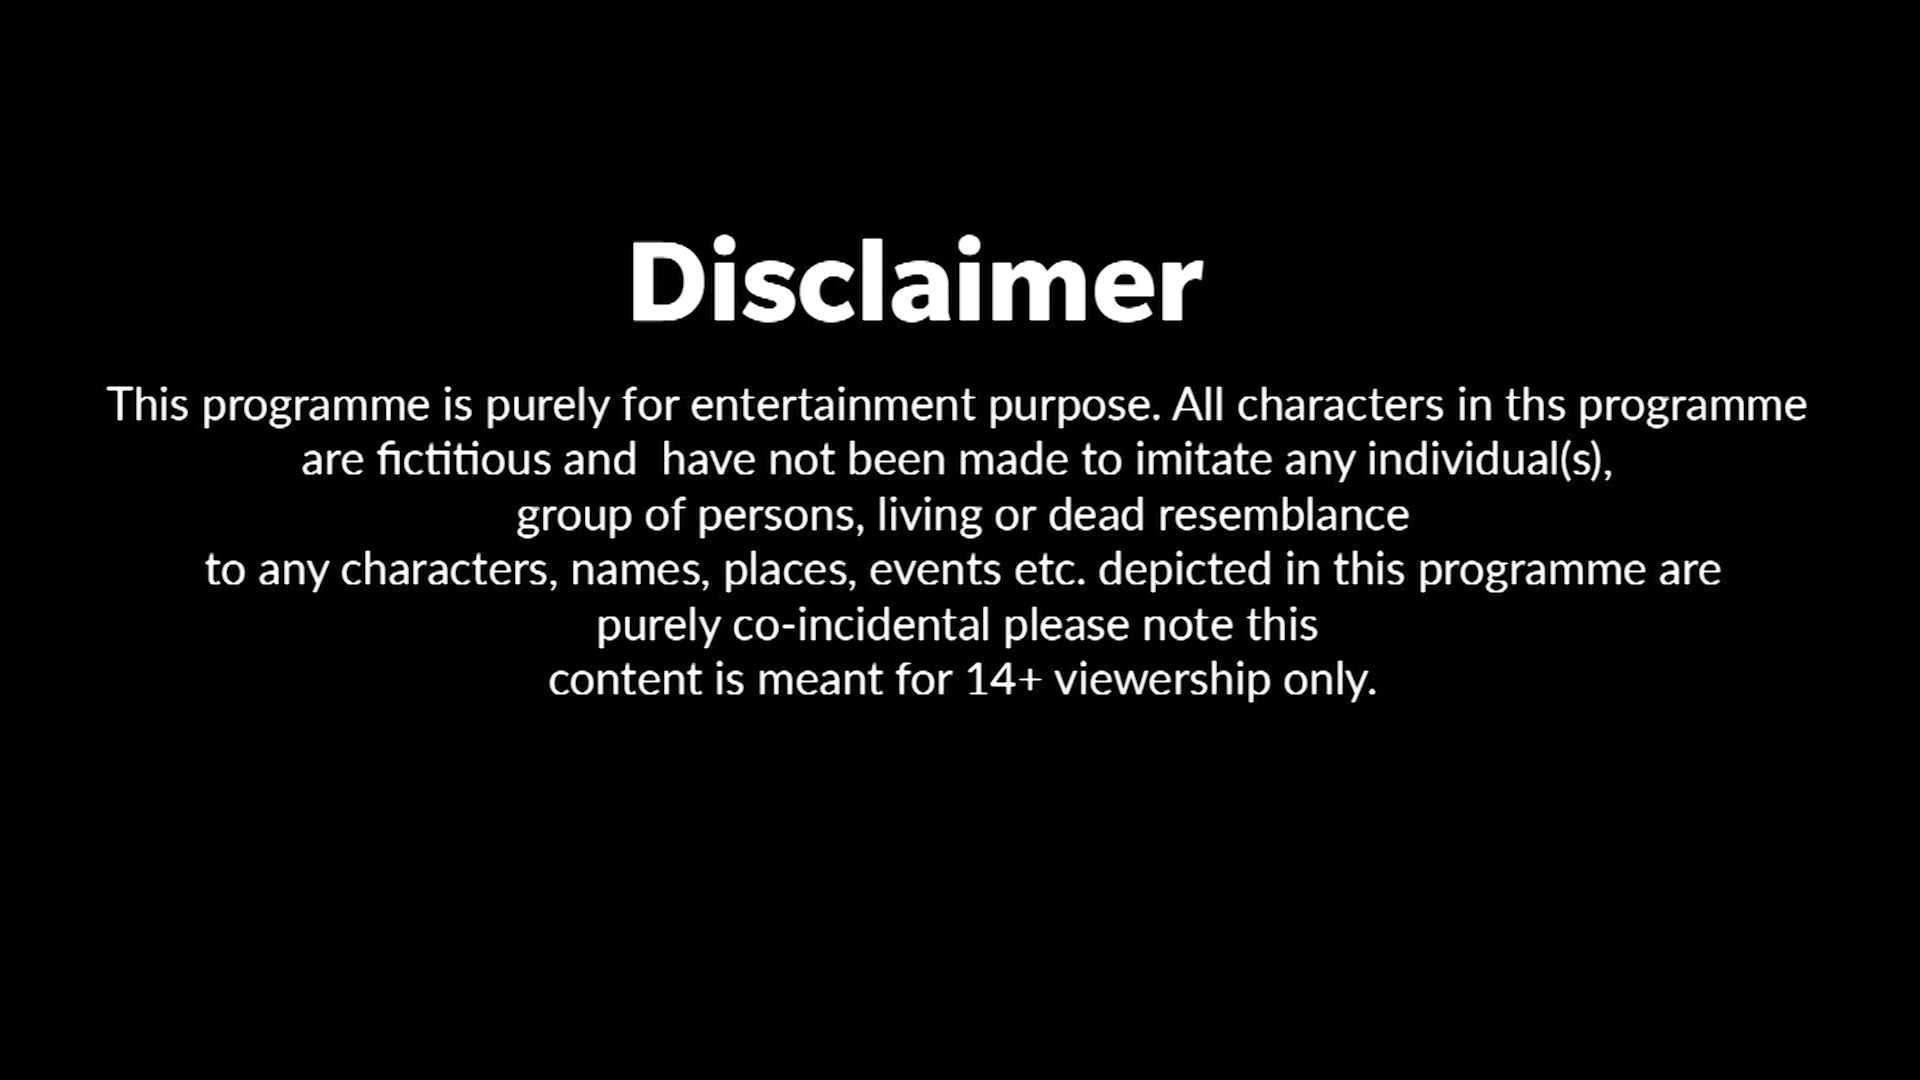 Disclaimer
This programme is purely for entertainment purpose. All characters in ths programme
are fictitious and  have not been made to imitate any individual(s),
group of persons, living or dead resemblance
to any characters, names, places, events etc. depicted in this programme are
purely co-incidental please note this
content is meant for 14+ viewership only.